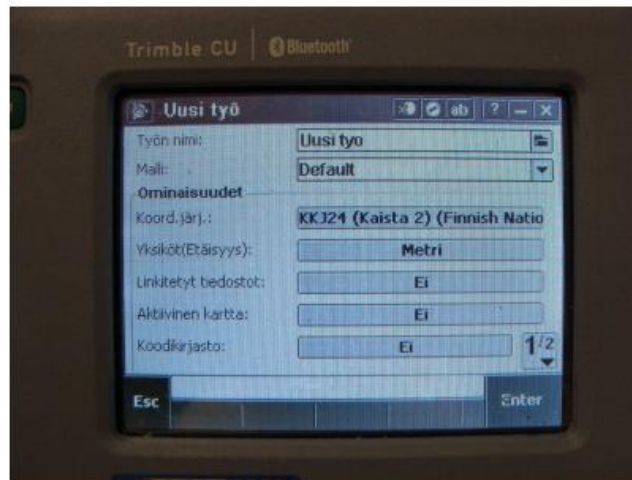 Trimble CU Bluetooth
Uusi työ ab ? – X
Työn nimi: Uusi tyo
Malli: Default
Ominaisuudet
Koord.järj.: KKJ24 (Kaista 2) (Finnish Natio
Yksiköt(Etäisyys): Metri
Linkitetyt tiedostot: Ei
Aktiivinen kartta: Ei
Koodikirjasto: Ei 1/2
Esc Enter